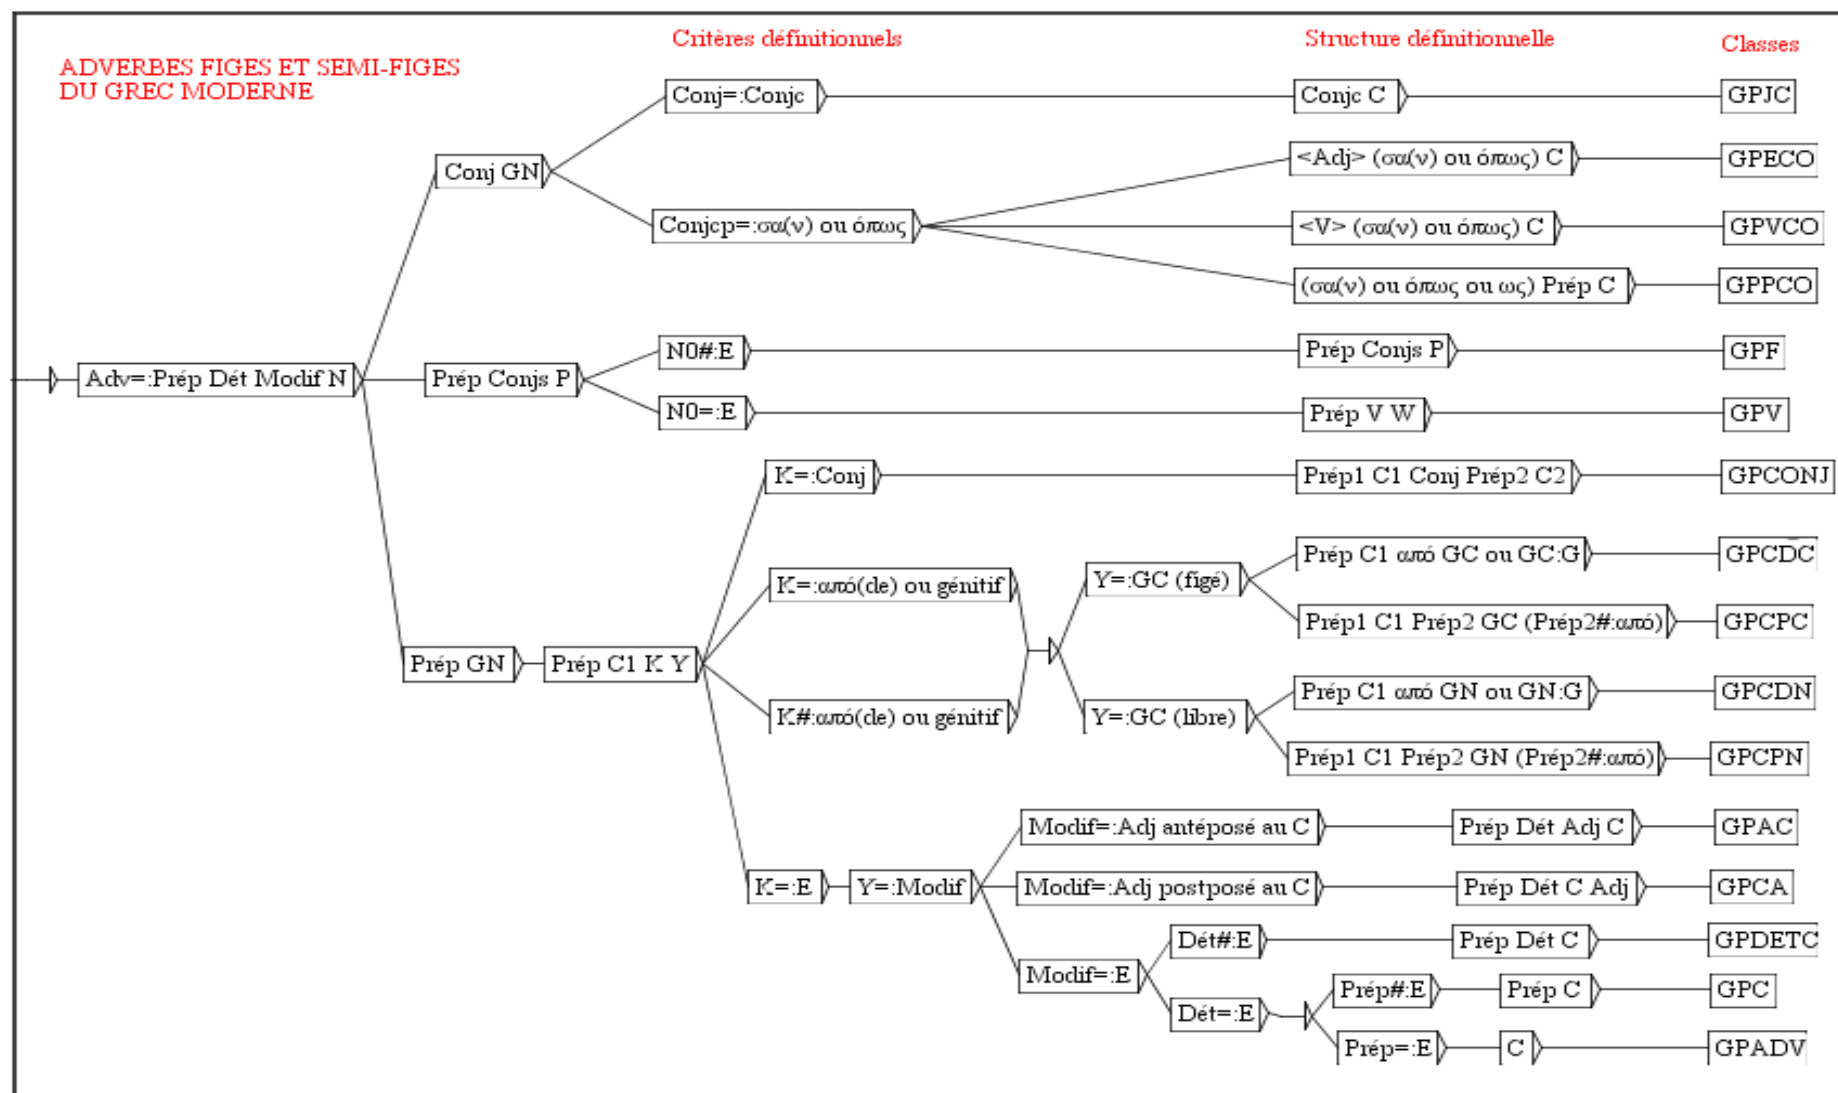 Critères définitionnels
Structure définitionnelle
Classes
ADVERBES FIGES ET SEMI-FIGES
DU GREC MODERNE
Conj=:Conjc
Conjc C
GPJC
Conj GN
<Adj> (σα(ν) ou όπως) C
GPECO
Conjcp=:σα(ν) ou όπως
<V> (σα(ν) ou όπως) C
GPVCO
(σα(ν) ou όπως ou ως) Prép C
GPPCO
Adv=:Prép Dét Modif N
Prép Conjs P
N0#:E
Prép Conjs P
GPF
N0=:E
Prép V W
GPV
K=:Conj
Prép1 C1 Conj Prép2 C2
GPCONJ
Prép C1 από GC ou GC:G
GPCDC
K=:από(de) ou génitif
Y=:GC (figé)
Prép1 C1 Prép2 GC (Prép2#:από)
GPCPC
Prép GN
Prép C1 K Y
Prép C1 από GN ou GN:G
GPCDN
K#:από(de) ou génitif
Y=:GC (libre)
Prép1 C1 Prép2 GN (Prép2#:από)
GPCPN
Modif=:Adj antéposé au C
Prép Dét Adj C
GPAC
K=:E
Y=:Modif
Modif=:Adj postposé au C
Prép Dét C Adj
GPCA
Dét#:E
Prép Dét C
GPDETC
Modif=:E
Prép#:E
Prép C
GPC
Dét=:E
Prép=:E
C
GPADV